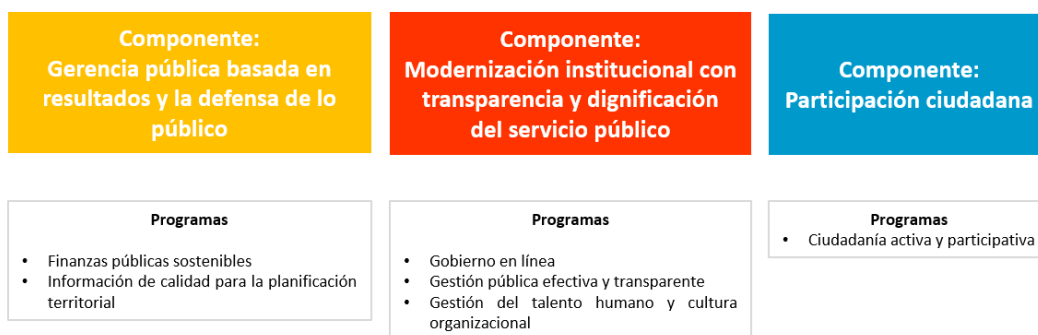 Componente:
Gerencia pública basada en
resultados y la defensa de lo
público
Componente:
Modernización institucional con
transparencia y dignificación
del servicio público
Componente:
Participación ciudadana
Programas
• Finanzas públicas sostenibles
• Información de calidad para la planificación
territorial
Programas
• Gobierno en línea
• Gestión pública efectiva y transparente
• Gestión del talento humano y cultura
organizacional
Programas
• Ciudadanía activa y participativa